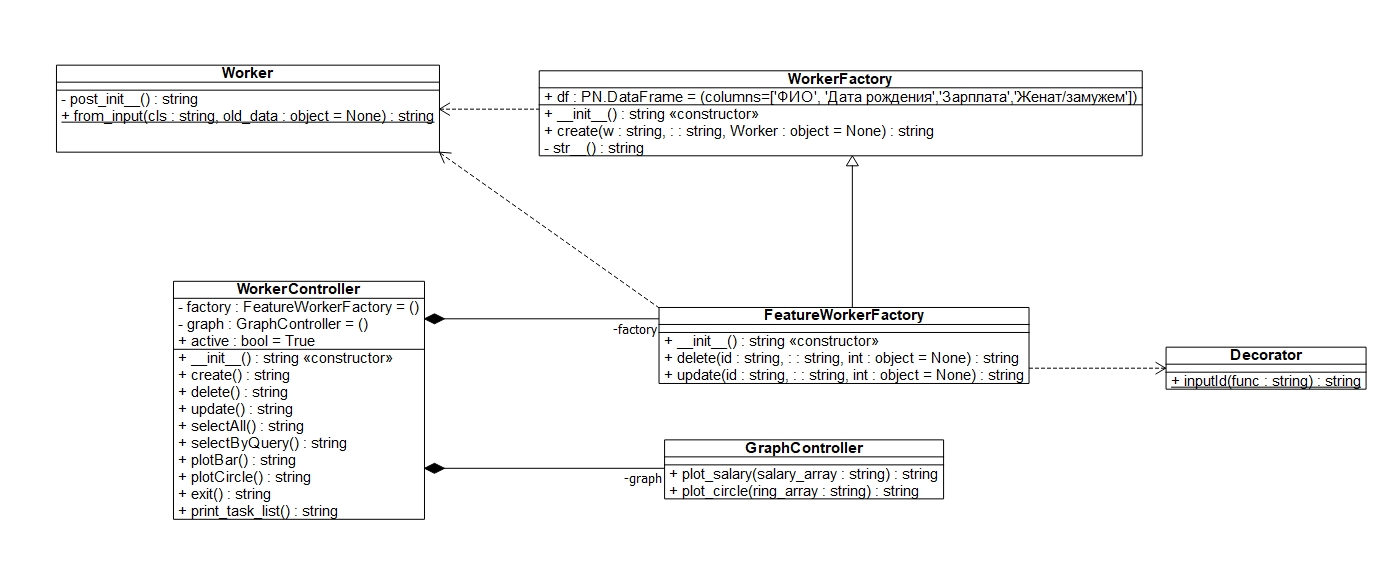 Worker
- post_init__() : string
+ from_input(cls : string, old_data : object = None) : string
WorkerFactory
+ df : PN.DataFrame = (columns=['ФИО', 'Дата рождения','Зарплата','Женат/замужем'])
+ __init__() : string «constructor»
+ create(w : string, : : string, Worker : object = None) : string
- str__() : string
WorkerController
- factory : FeatureWorkerFactory = ()
- graph : GraphController = ()
+ active : bool = True
+ __init__() : string «constructor»
+ create() : string
+ delete() : string
+ update() : string
+ selectAll() : string
+ selectByQuery() : string
+ plotBar() : string
+ plotCircle() : string
+ exit() : string
+ print_task_list() : string
-factory
FeatureWorkerFactory
+ __init__() : string «constructor»
+ delete(id : string, : : string, int : object = None) : string
+ update(id : string, : : string, int : object = None) : string
Decorator
+ inputId(func : string) : string
-graph
GraphController
+ plot_salary(salary_array : string) : string
+ plot_circle(ring_array : string) : string